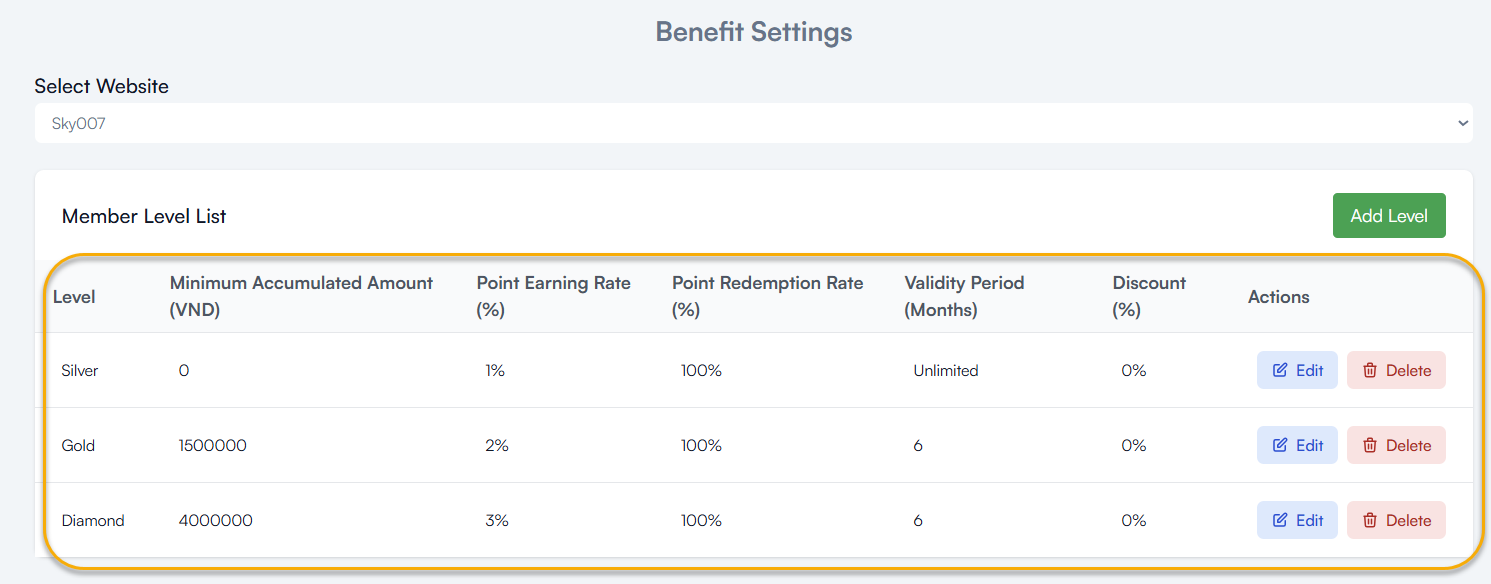 Benefit Settings
Select Website
Sky007
Member Level List
Add Level
Level Minimum Accumulated Amount (VND) Point Earning Rate (%) Point Redemption Rate (%) Validity Period (Months) Discount (%) Actions
Silver 0 1% 100% Unlimited 0% Edit Delete
Gold 1500000 2% 100% 6 0% Edit Delete
Diamond 4000000 3% 100% 6 0% Edit Delete